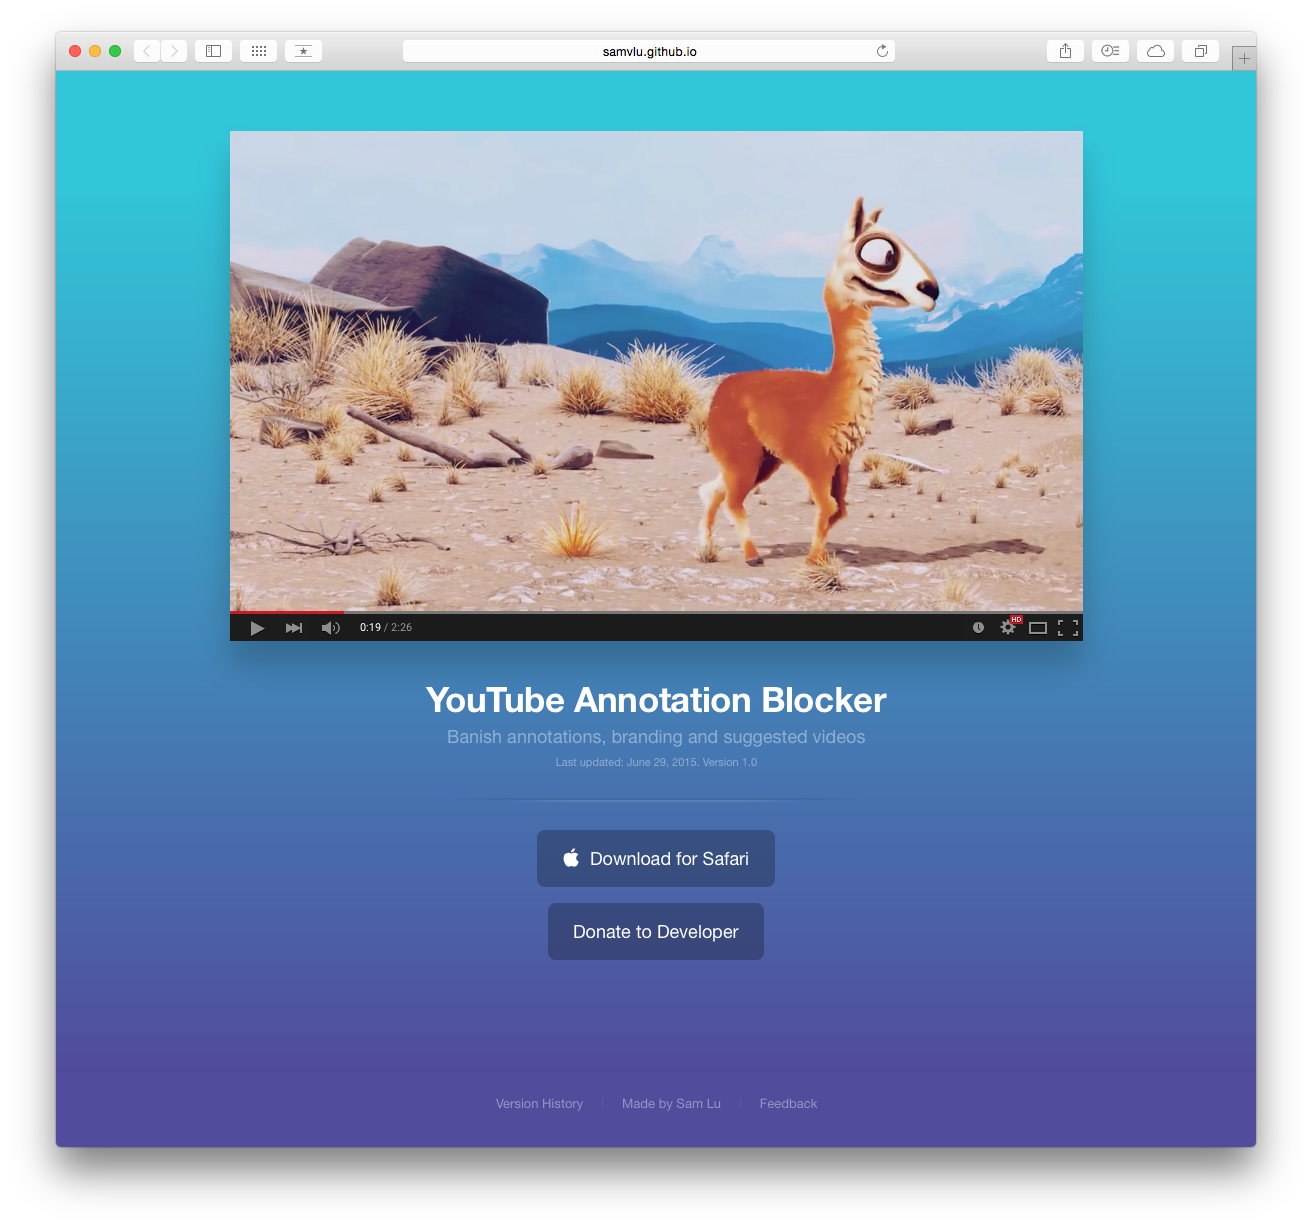 samvlu.github.io
HD
0:19 / 2:26
YouTube Annotation Blocker
Banish annotations, branding and suggested videos
Last updated: June 29, 2015. Version 1.0
Download for Safari
Donate to Developer
Version History | Made by Sam Lu | Feedback